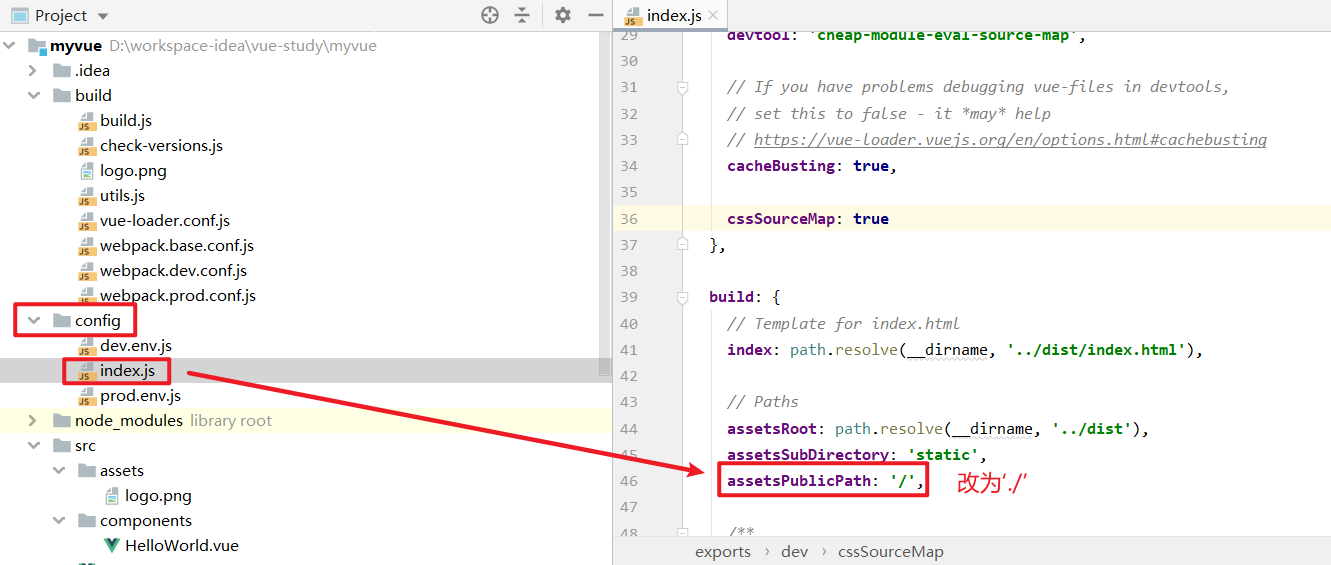 Project
myvue D:\workspace-idea\vue-study\myvue
.idea
build
build.js
check-versions.js
logo.png
utils.js
vue-loader.conf.js
webpack.base.conf.js
webpack.dev.conf.js
webpack.prod.conf.js
config
dev.env.js
index.js
prod.env.js
node_modules library root
src
assets
logo.png
components
HelloWorld.vue
index.js
29 devtool: 'cheap-module-eval-source-map',
30
31 // If you have problems debugging vue-files in devtools,
32 // set this to false - it *may* help
33 // https://vue-loader.vuejs.org/en/options.html#cachebusting
34 cacheBusting: true,
35
36 cssSourceMap: true
37 },
38
39 build: {
40 // Template for index.html
41 index: path.resolve(__dirname, '../dist/index.html'),
42
43 // Paths
44 assetsRoot: path.resolve(__dirname, '../dist'),
45 assetsSubDirectory: 'static',
46 assetsPublicPath: '/', 改为'./'
47
48 /**
exports › dev › cssSourceMap